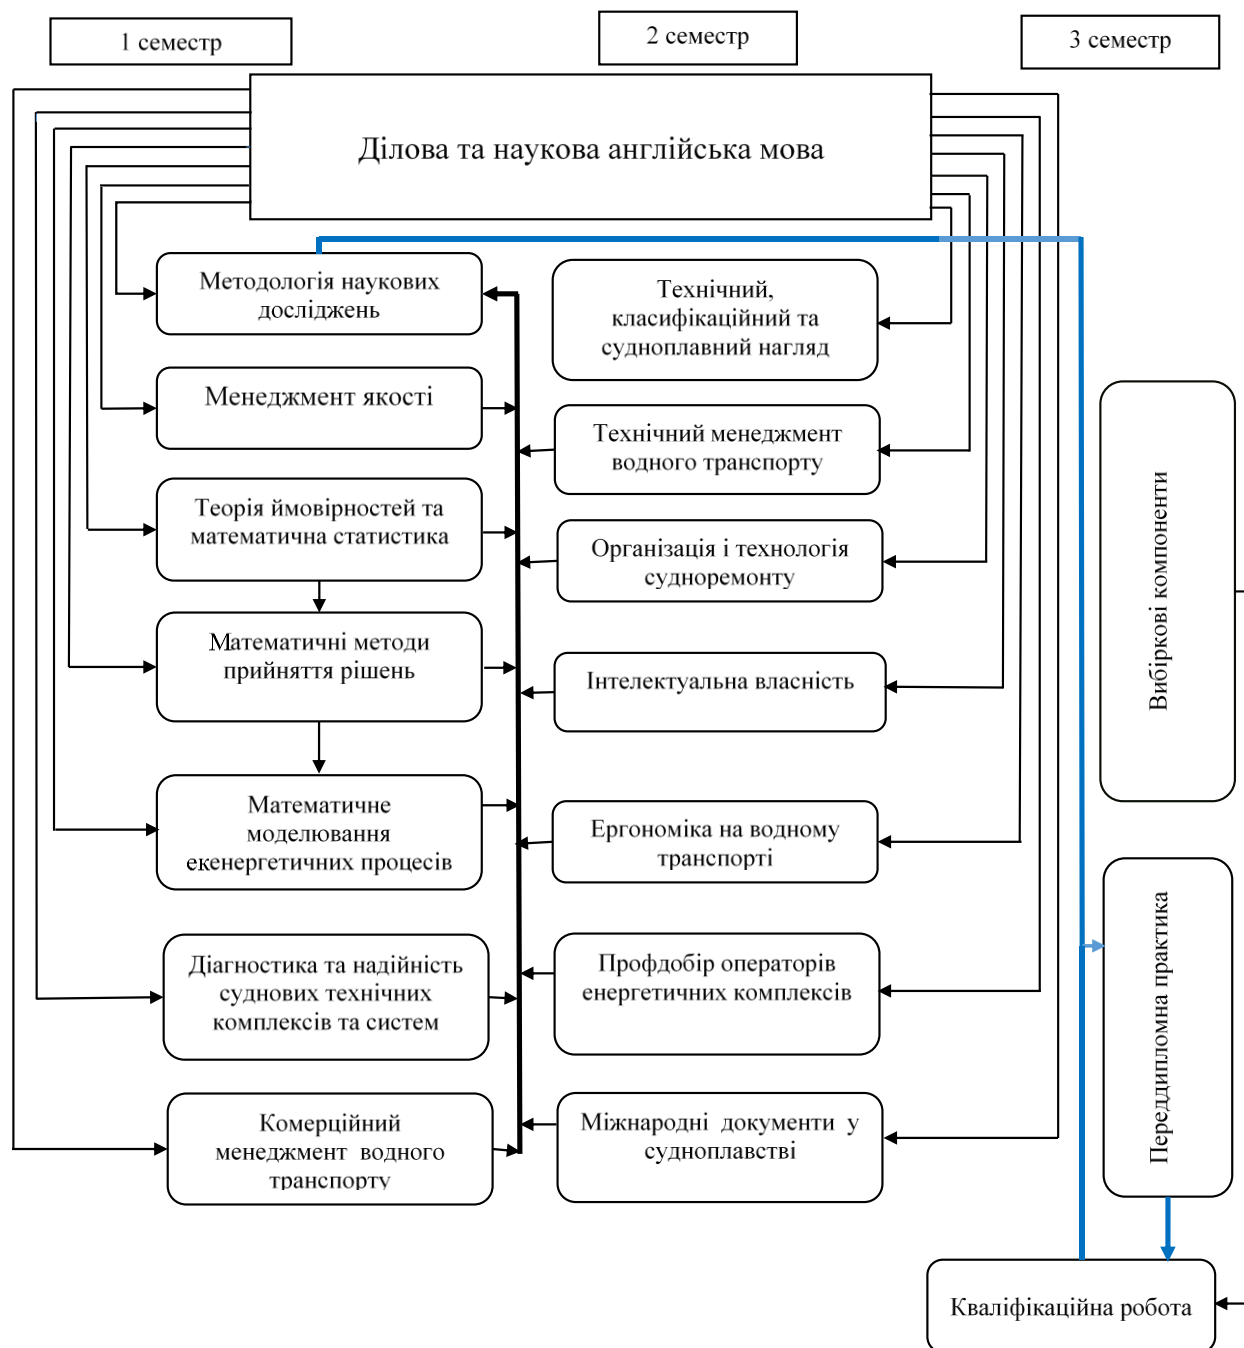 1 семестр
2 семестр
3 семестр
Ділова та наукова англійська мова
Методологія наукових
досліджень
Менеджмент якості
Теорія ймовірностей та
математична статистика
Математичні методи
прийняття рішень
Математичне
моделювання
екенергетичних процесів
Діагностика та надійність
суднових технічних
комплексів та систем
Комерційний
менеджмент водного
транспорту
Технічний,
класифікаційний та
судноплавний нагляд
Технічний менеджмент
водного транспорту
Організація і технологія
судноремонту
Інтелектуальна власність
Ергономіка на водному
транспорті
Профдобір операторів
енергетичних комплексів
Міжнародні документи у
судноплавстві
Вибіркові компоненти
Переддипломна практика
Кваліфікаційна робота